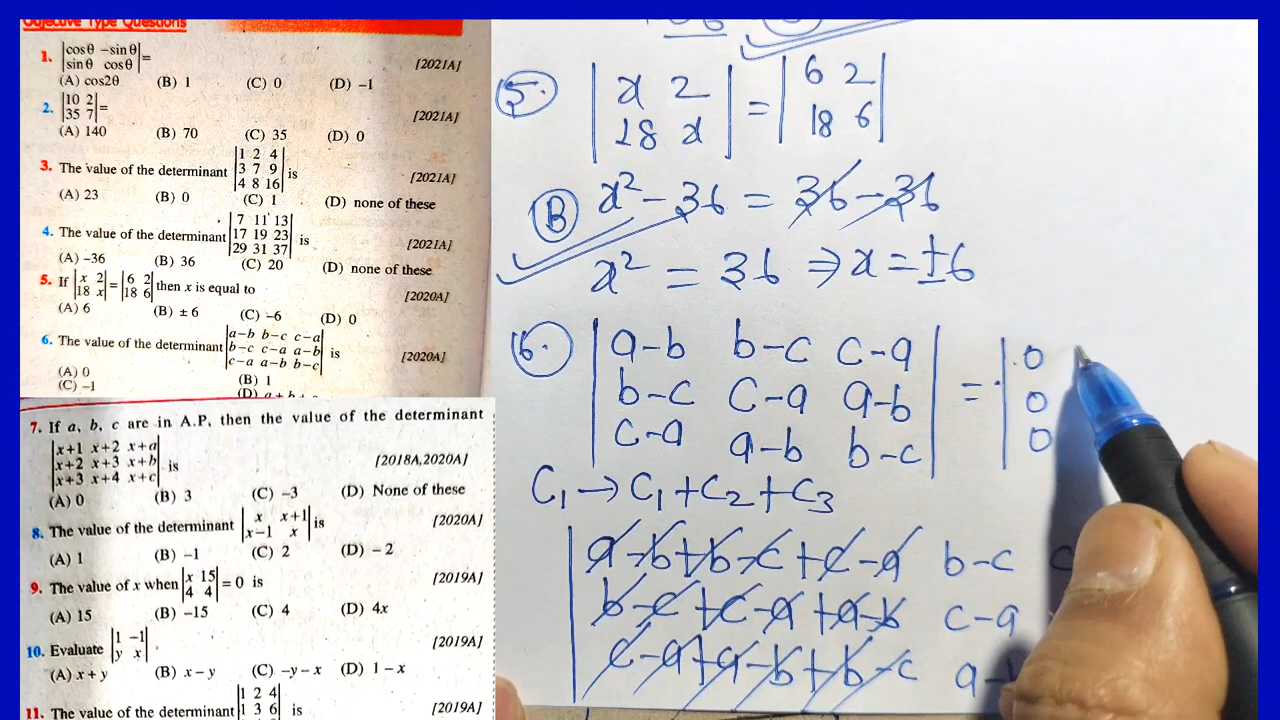 Objective Type Questions
1. |cosθ −sinθ|
|sinθ cosθ| =
[2021A]
(A) cos2θ (B) 1 (C) 0 (D) −1
2. |10 2|
|35 7| =
[2021A]
(A) 140 (B) 70 (C) 35 (D) 0
3. The value of the determinant |1 2 4|
|3 7 9|
|4 8 16| is
[2021A]
(A) 23 (B) 0 (C) 1 (D) none of these
4. The value of the determinant |7 11 13|
|17 19 23|
|29 31 37| is
[2021A]
(A) −36 (B) 36 (C) 20 (D) none of these
5. If |x 2| = |6 2| then x is equal to
|18 x| |18 6|
[2020A]
(A) 6 (B) ± 6 (C) −6 (D) 0
6. The value of the determinant |a−b b−c c−a|
|b−c c−a a−b|
|c−a a−b b−c| is
[2020A]
(A) 0 (B) 1
(C) −1
7. If a, b, c are in A.P, then the value of the determinant
|x+1 x+2 x+a|
|x+2 x+3 x+b| is
|x+3 x+4 x+c|
[2018A,2020A]
(A) 0 (B) 3 (C) −3 (D) None of these
8. The value of the determinant |x x+1|
|x−1 x| is
[2020A]
(A) 1 (B) −1 (C) 2 (D) − 2
9. The value of x when |x 15|
|4 4| = 0 is
[2019A]
(A) 15 (B) −15 (C) 4 (D) 4x
10. Evaluate |1 −1|
|y x| .
[2019A]
(A) x + y (B) x − y (C) −y − x (D) 1 − x
11. The value of the determinant |1 2 4|
|1 3 6| is
[2019A]
5. |x 2| = |6 2|
|18 x| |18 6|
(B) x² − 36 = 36 − 36
x² = 36 ⇒ x = ±6
6. |a−b b−c c−a| = |0
|b−c c−a a−b| |0
|c−a a−b b−c| |0
C₁ → C₁+C₂+C₃
|a−b+b−c+c−a b−c c
|b−c+c−a+a−b c−a
|c−a+a−b+b−c